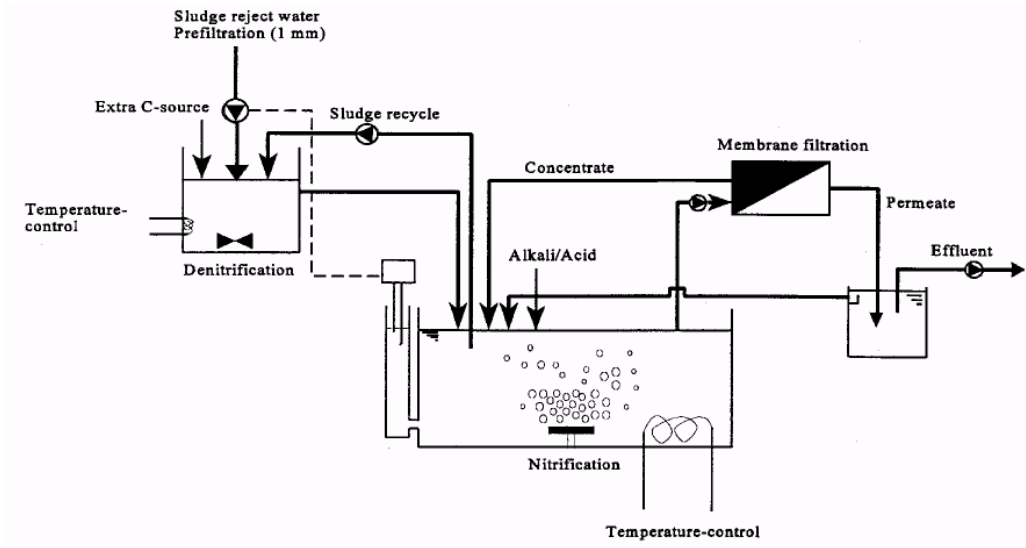 Sludge reject water
Prefiltration (1 mm)
Extra C-source
Sludge recycle
Membrane filtration
Concentrate
Permeate
Temperature-
control
Denitrification
Alkali/Acid
Effluent
Nitrification
Temperature-control